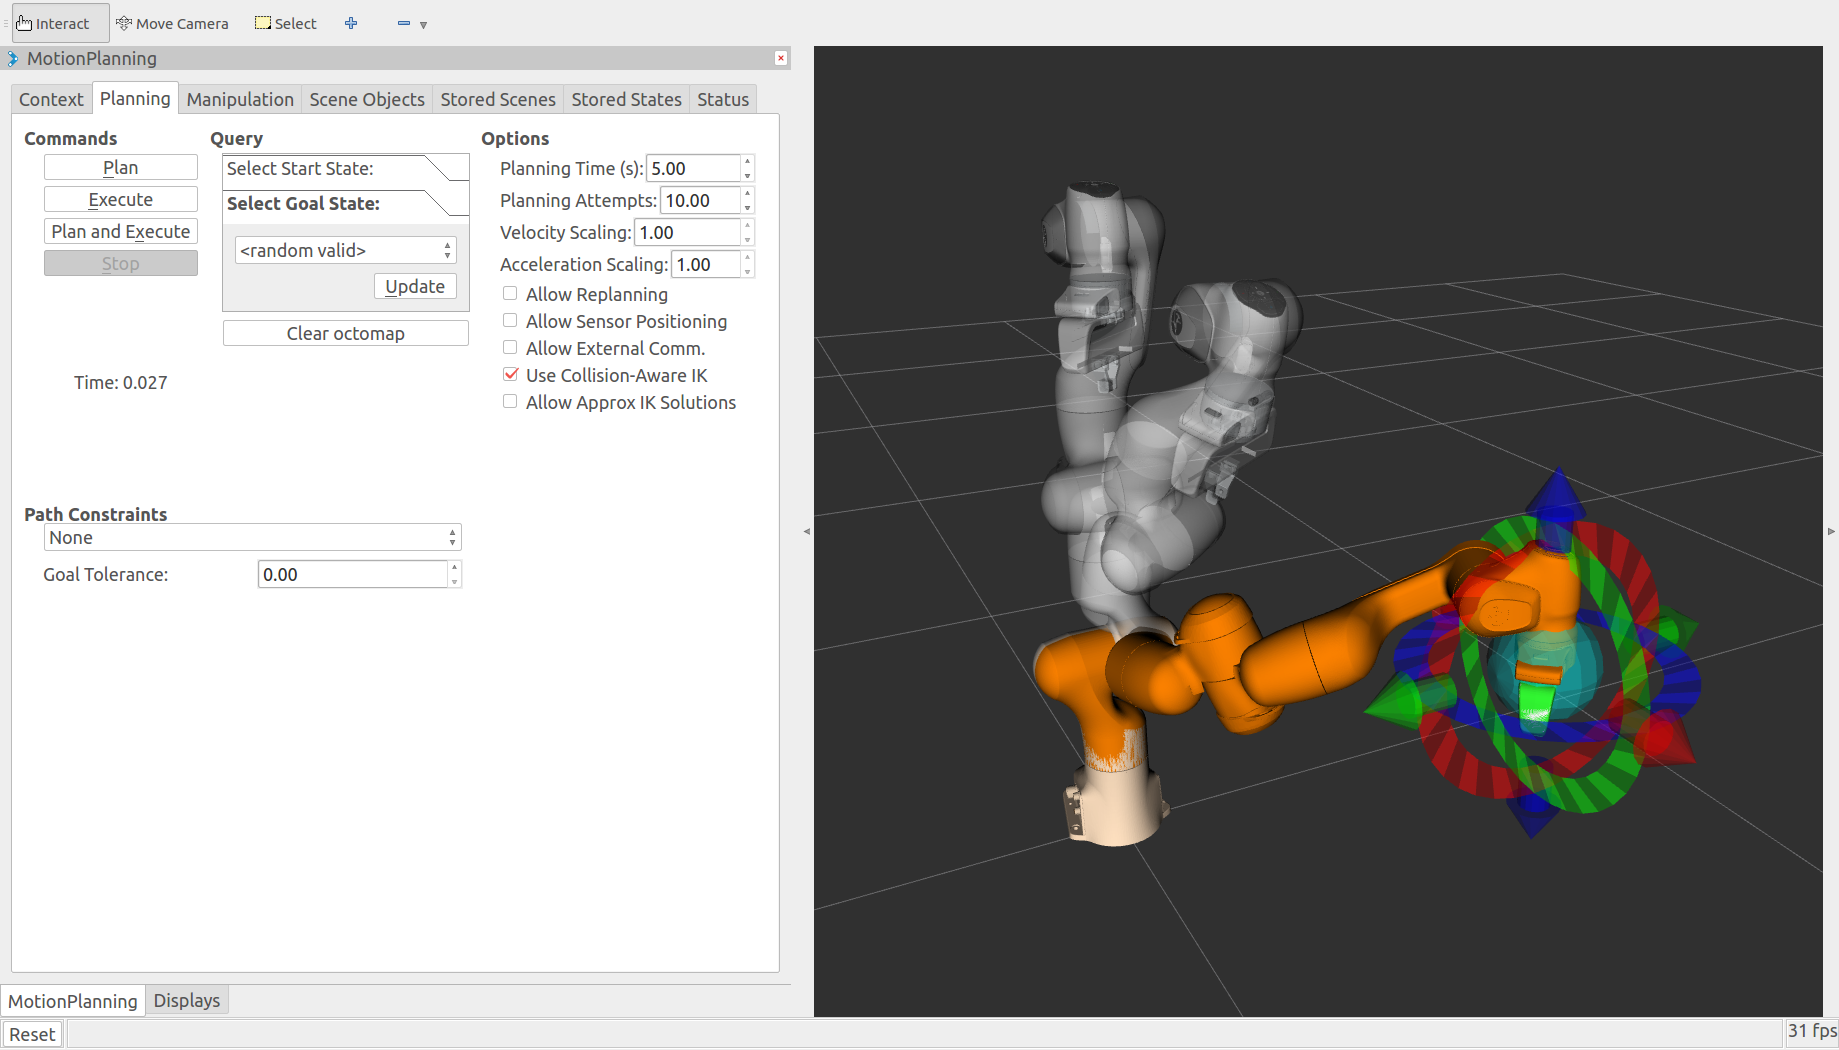 Interact
Move Camera
Select
MotionPlanning
Context
Planning
Manipulation
Scene Objects
Stored Scenes
Stored States
Status
Commands
Plan
Execute
Plan and Execute
Stop
Time: 0.027
Query
Select Start State:
Select Goal State:
<random valid>
Update
Clear octomap
Options
Planning Time (s): 5.00
Planning Attempts: 10.00
Velocity Scaling: 1.00
Acceleration Scaling: 1.00
Allow Replanning
Allow Sensor Positioning
Allow External Comm.
Use Collision-Aware IK
Allow Approx IK Solutions
Path Constraints
None
Goal Tolerance: 0.00
MotionPlanning
Displays
Reset
31 fps